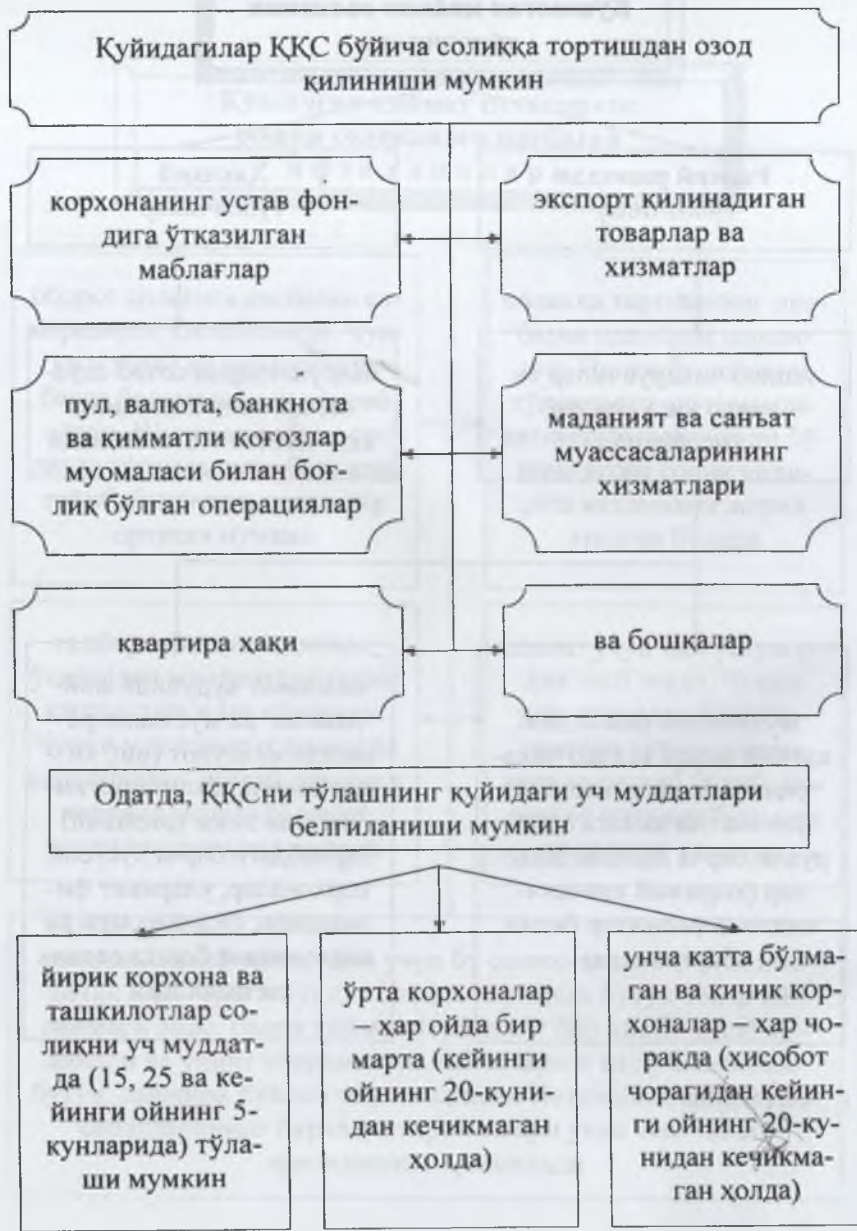 Қуйидагилар ҚҚС бўйича солиққа тортишдан озод
қилиниши мумкин
корхонанинг устав фон-
дига ўтказилган
маблағлар
экспорт қилинадиган
товарлар ва
хизматлар
пул, валюта, банкнота
ва қимматли қоғозлар
муомаласи билан боғ-
лиқ бўлган операциялар
маданият ва санъат
муассасаларининг
хизматлари
квартира ҳақи
ва бошқалар
Одатда, ҚҚСни тўлашнинг қуйидаги уч муддатлари
белгиланиши мумкин
йирик корхона ва
ташкилотлар со-
лиқни уч муддат-
да (15, 25 ва ке-
йинги ойнинг 5-
кунларида) тўла-
ши мумкин
ўрта корхоналар
– ҳар ойда бир
марта (кейинги
ойнинг 20-куни-
дан кечикмаган
ҳолда)
унча катта бўлма-
ган ва кичик кор-
хоналар – ҳар чо-
ракда (ҳисобот
чорагидан кейин-
ги ойнинг 20-ку-
нидан кечикма-
ган ҳолда)